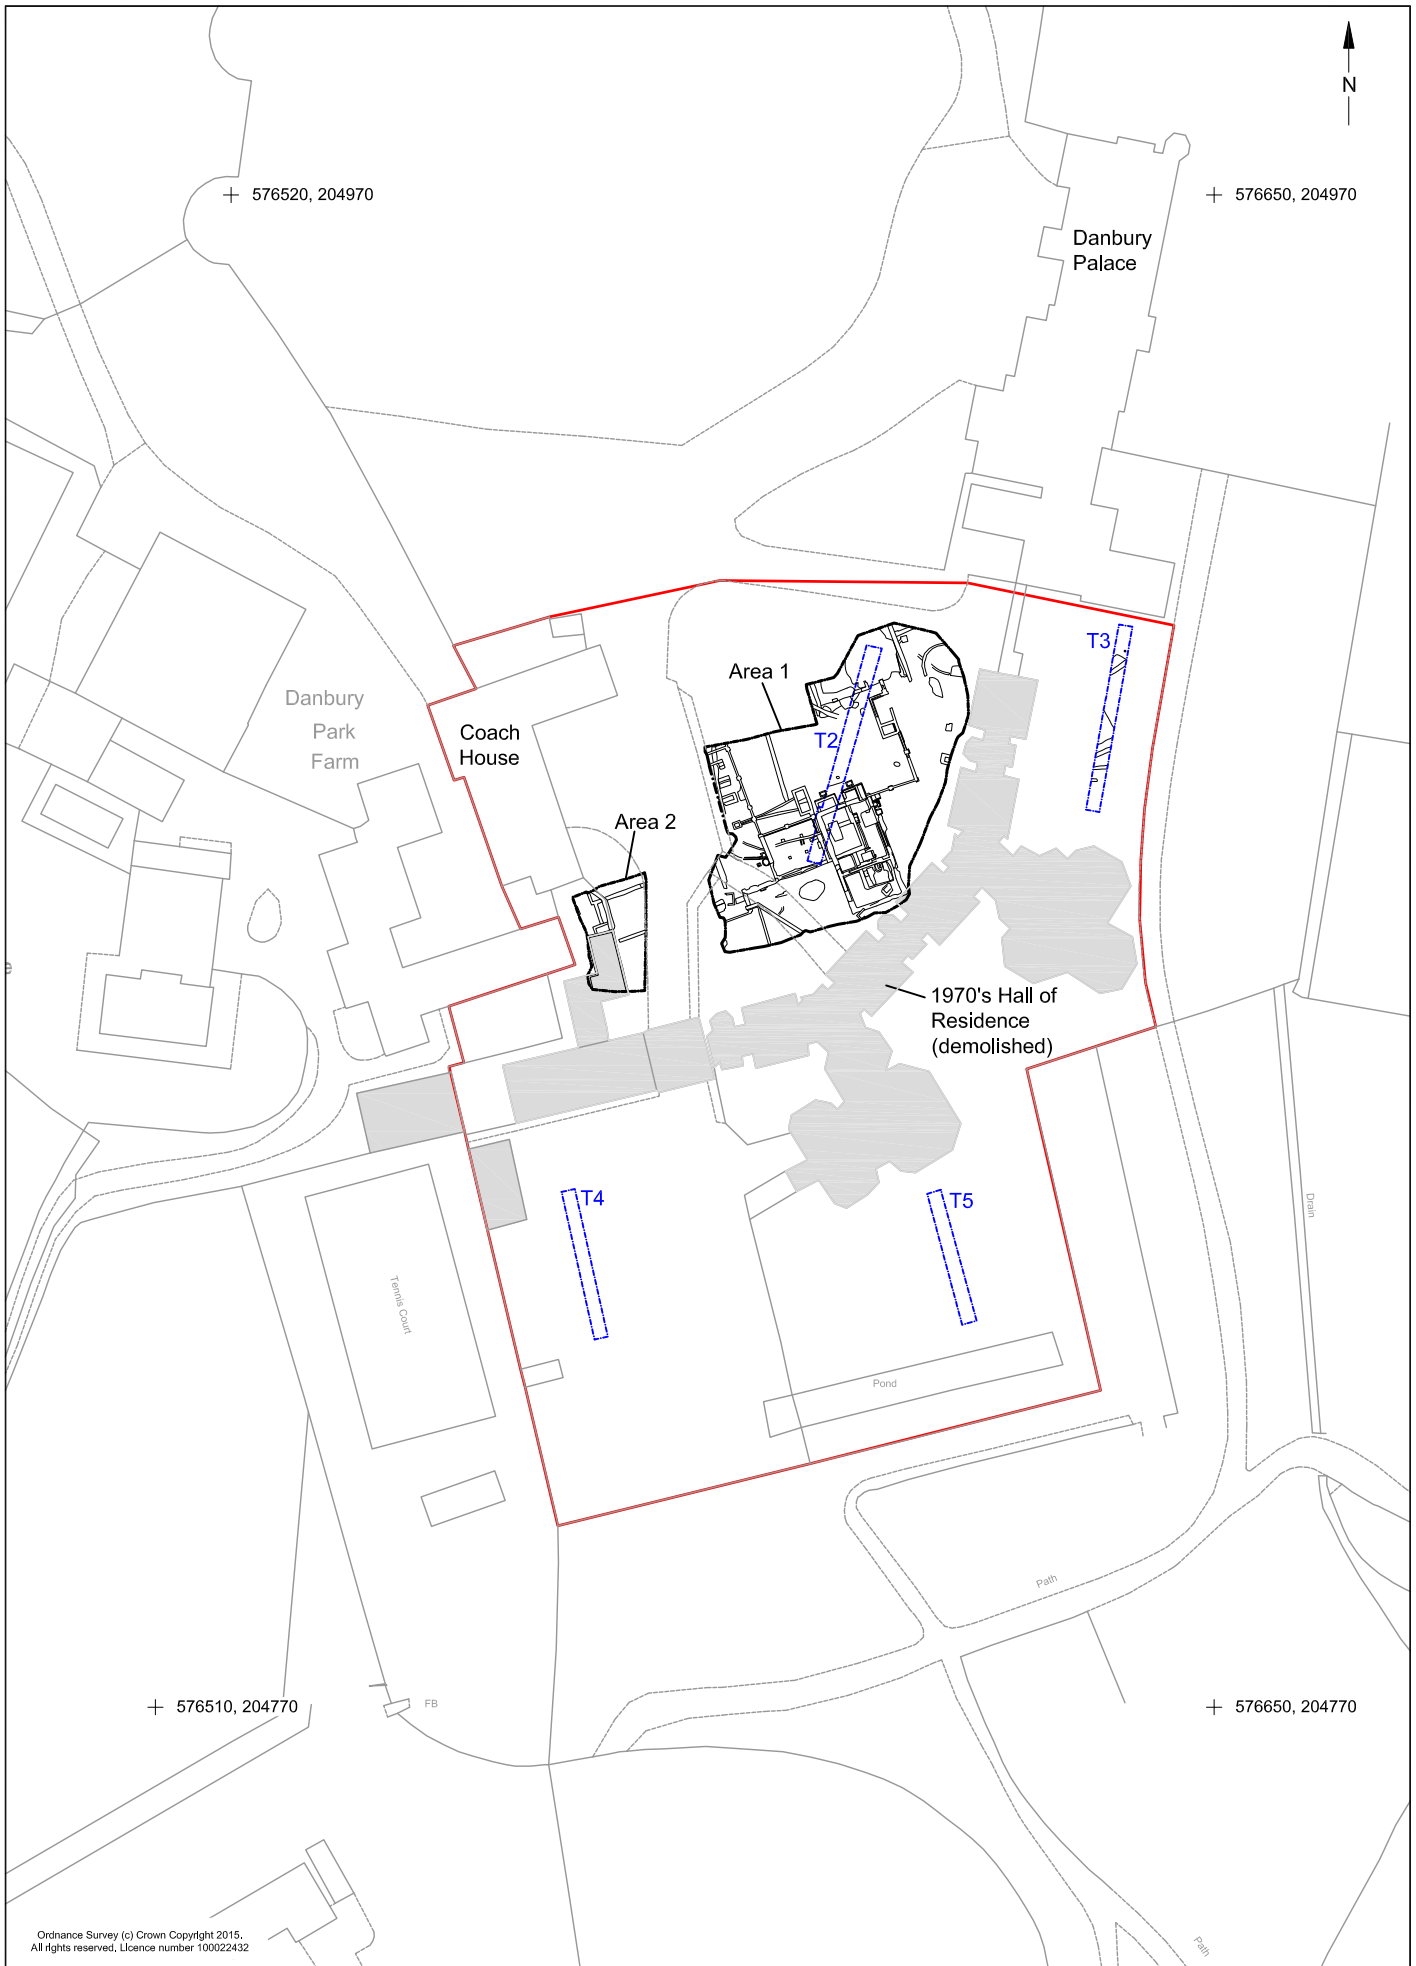 N
576520, 204970
576650, 204970
Danbury
Palace
T3
Area 1
Danbury
Park
Farm
Coach
House
T2
Area 2
1970's Hall of
Residence
(demolished)
T4
T5
Drain
Tennis Court
Pond
Path
576510, 204770
FB
576650, 204770
Path
Ordnance Survey (c) Crown Copyright 2015.
All rights reserved. Licence number 100022432